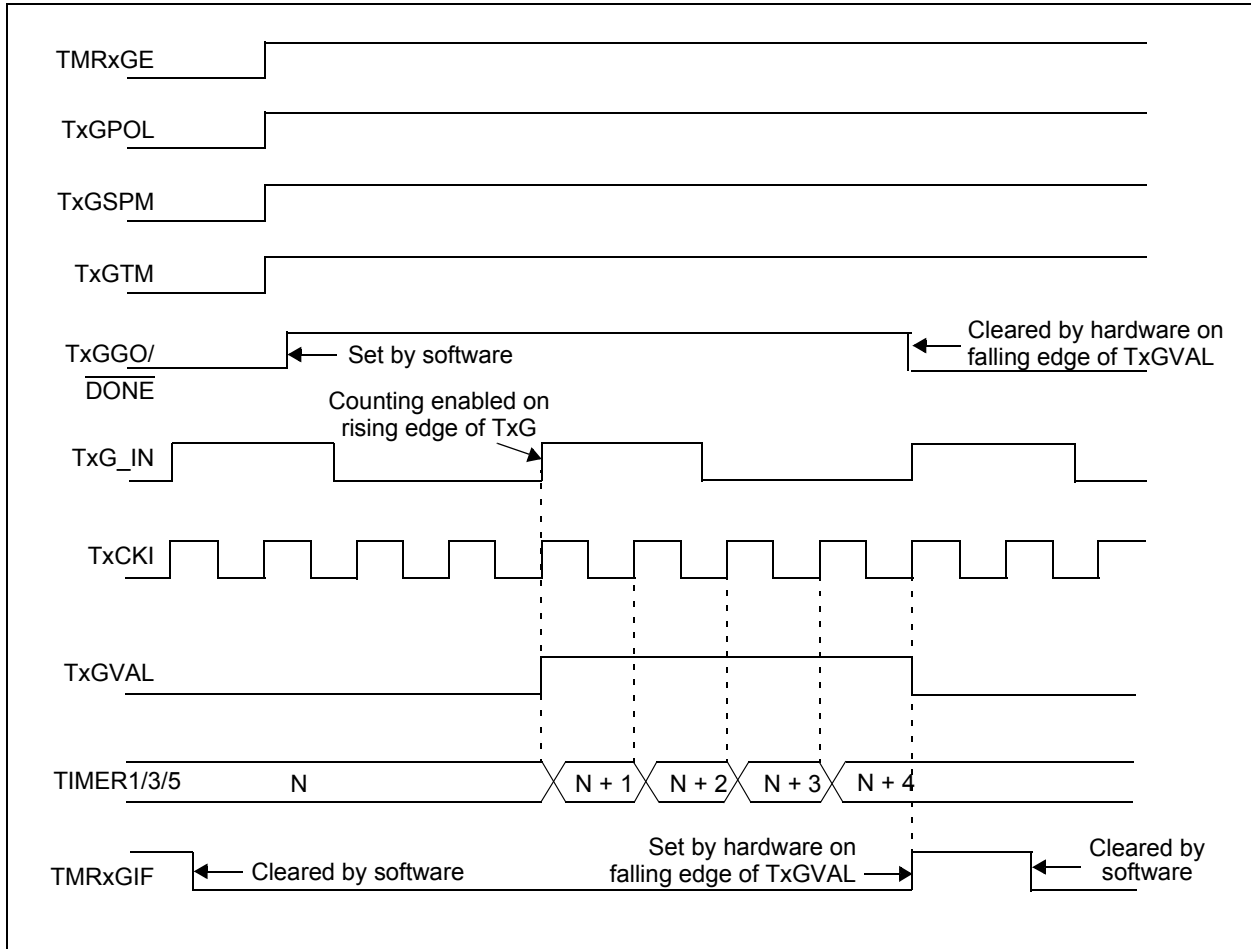 TMRxGE
TxGPOL
TxGSPM
TxGTM
TxGGO/
DONE
Set by software
Cleared by hardware on
falling edge of TxGVAL
Counting enabled on
rising edge of TxG
TxG_IN
TxCKI
TxGVAL
TIMER1/3/5
N
N + 1
N + 2
N + 3
N + 4
TMRxGIF
Cleared by software
Set by hardware on
falling edge of TxGVAL
Cleared by
software